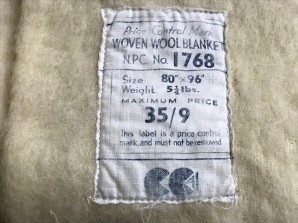 Price Control Mark
WOVEN WOOL BLANKET
N.P.C. No. 1768
Size 80" × 96"
Weight 5½ lbs.
MAXIMUM PRICE
35/9
This label is a price control
mark, and must not be removed